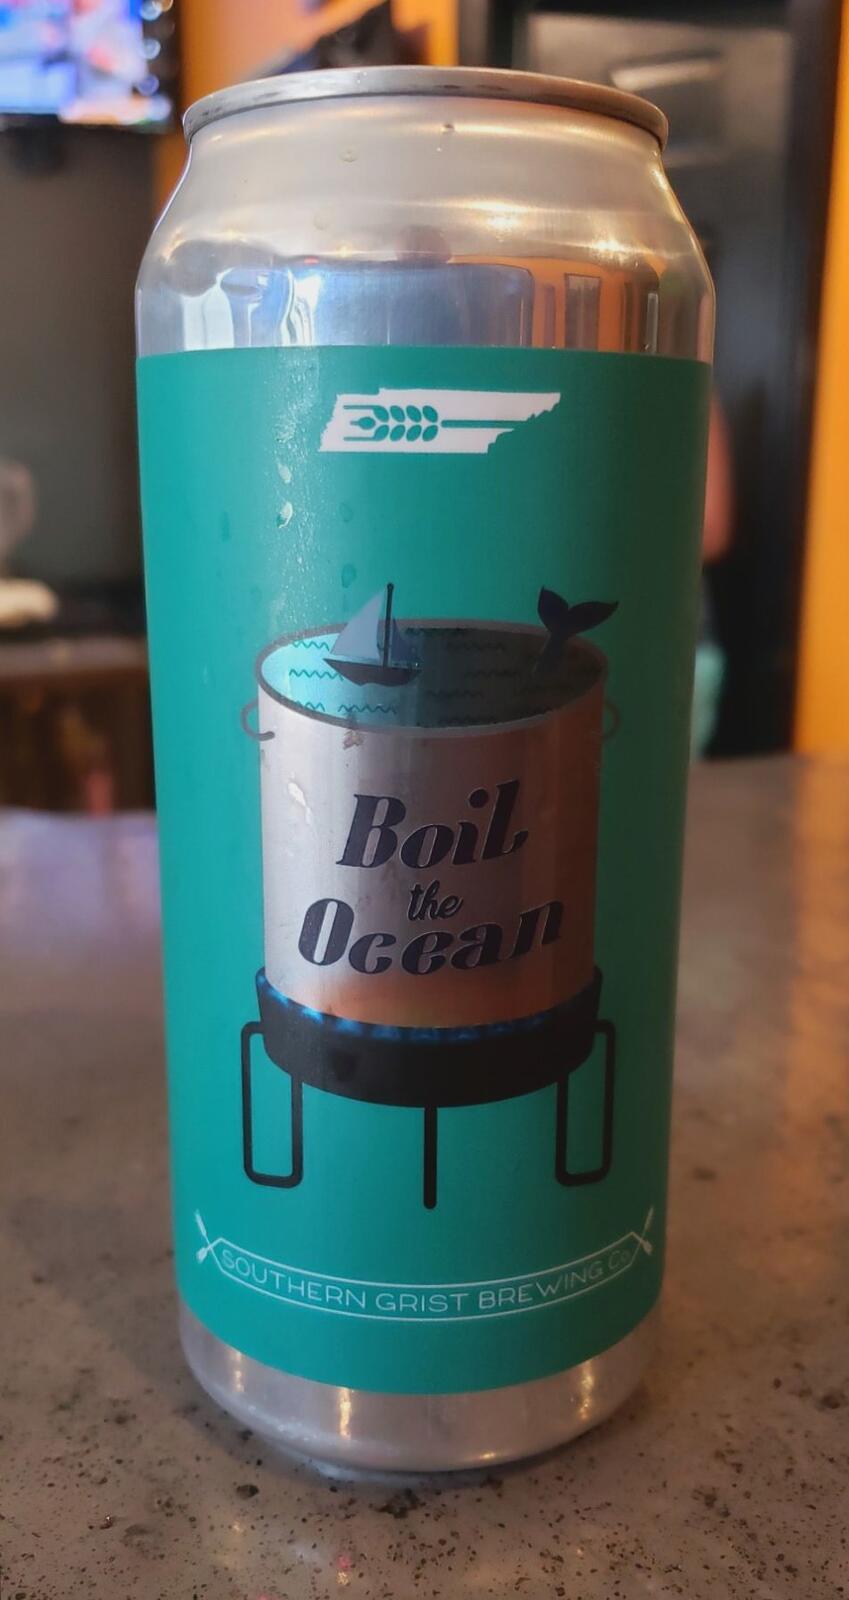 Boil
the
Ocean
SOUTHERN GRIST BREWING Co